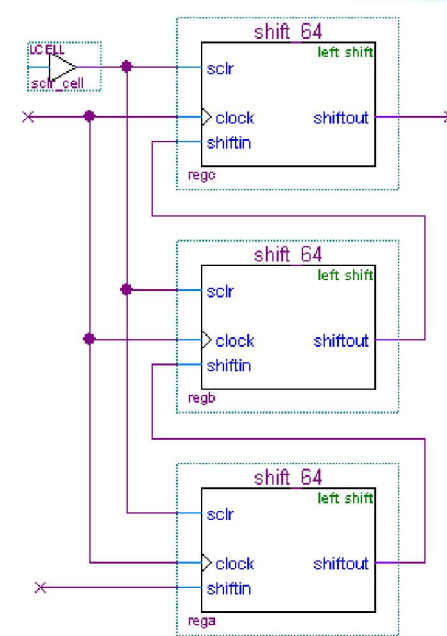 LCELL
sclr_cell
shift_64
left shift
sclr
clock
shiftout
shiftin
regc
shift_64
left shift
sclr
clock
shiftout
shiftin
regb
shift_64
left shift
sclr
clock
shiftout
shiftin
rega